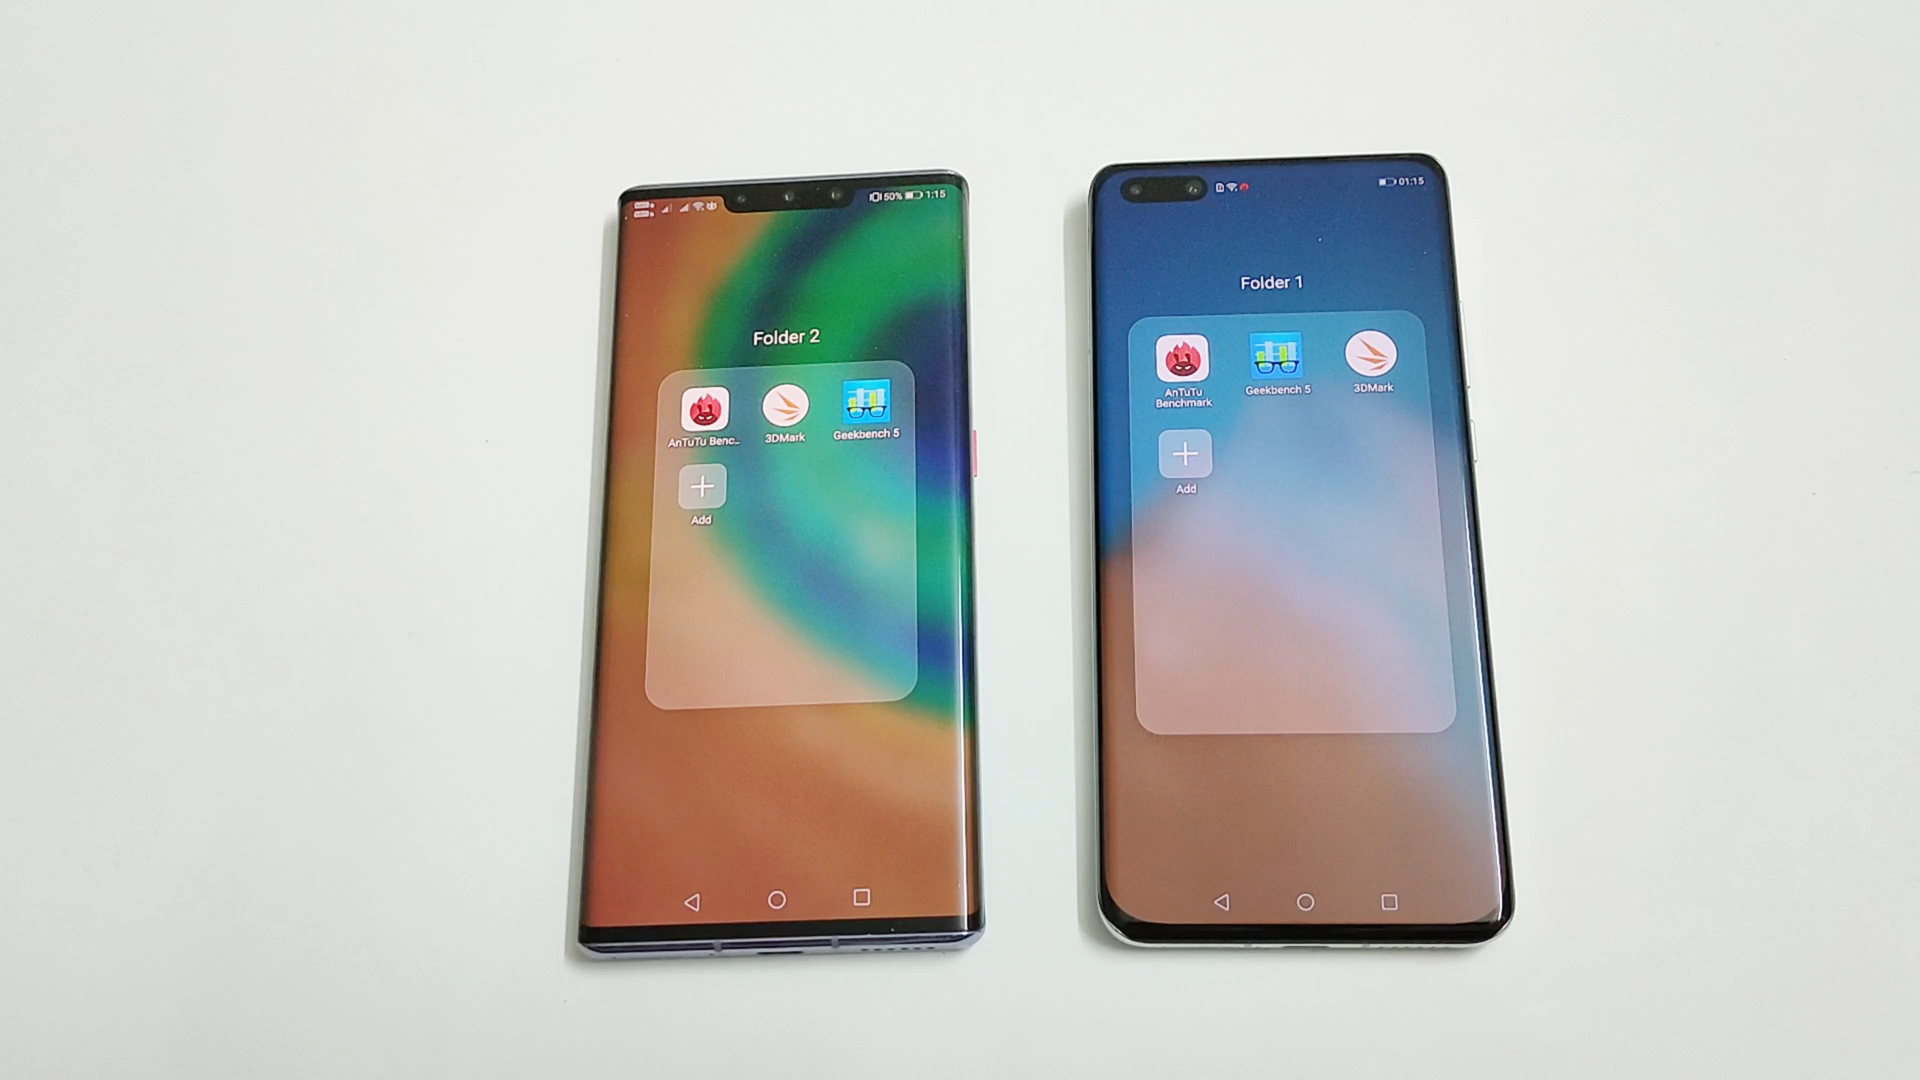 50% 1:15
Folder 2
AnTuTu Benc...
3DMark
Geekbench 5
Add
01:15
Folder 1
AnTuTu
Benchmark
Geekbench 5
3DMark
Add